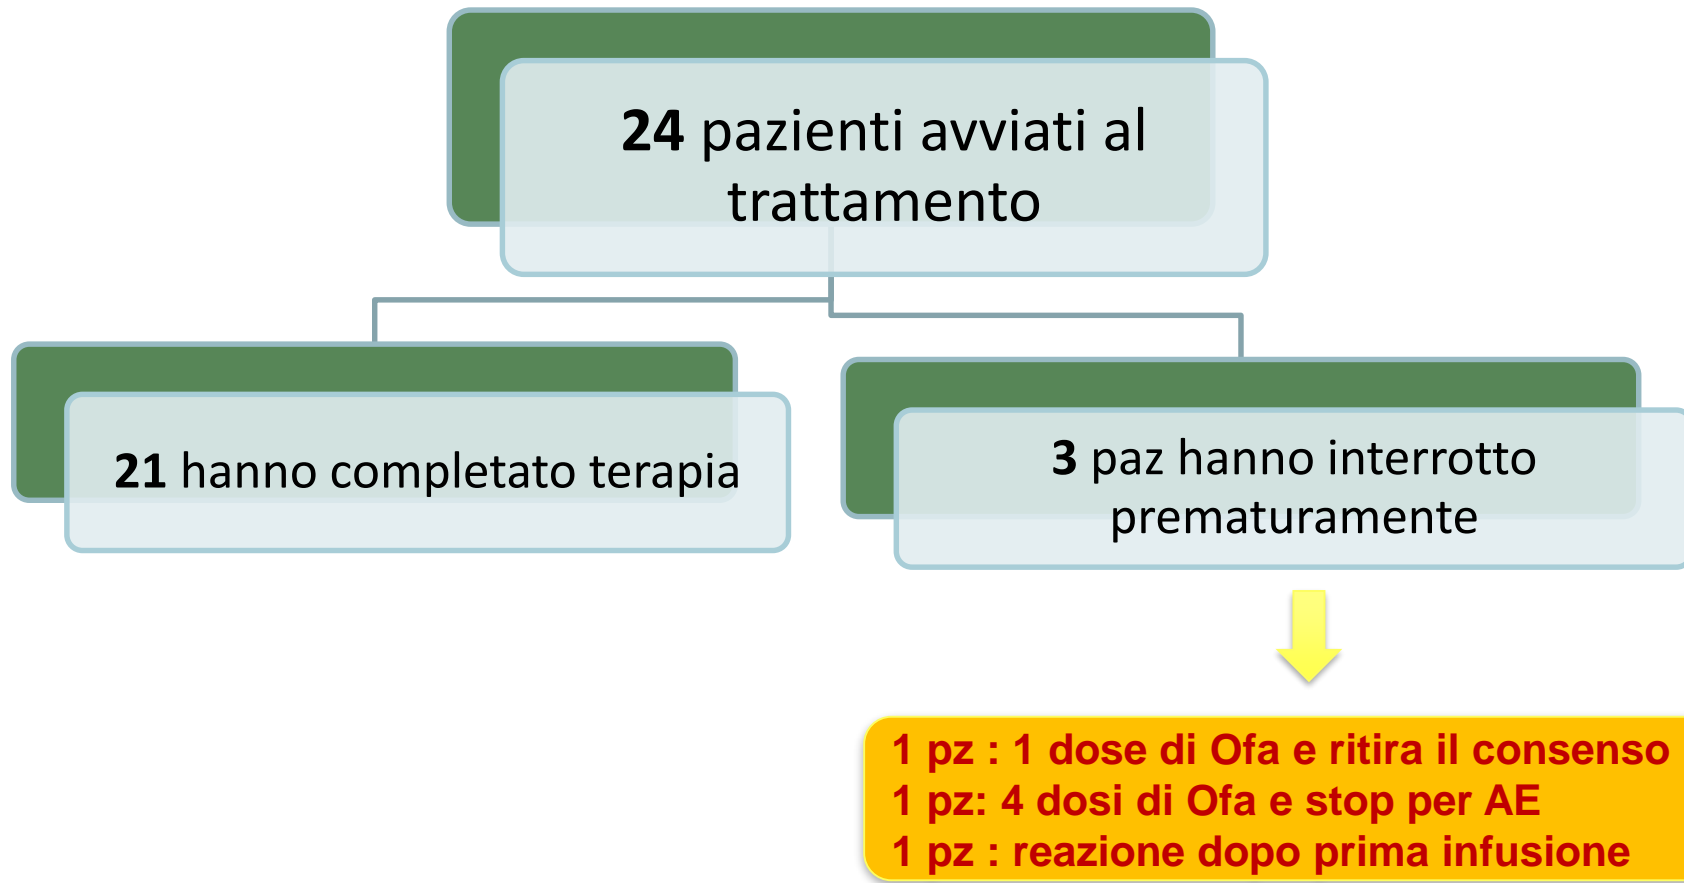 24 pazienti avviati al
trattamento
21 hanno completato terapia
3 paz hanno interrotto
prematuramente
1 pz : 1 dose di Ofa e ritira il consenso
1 pz: 4 dosi di Ofa e stop per AE
1 pz : reazione dopo prima infusione